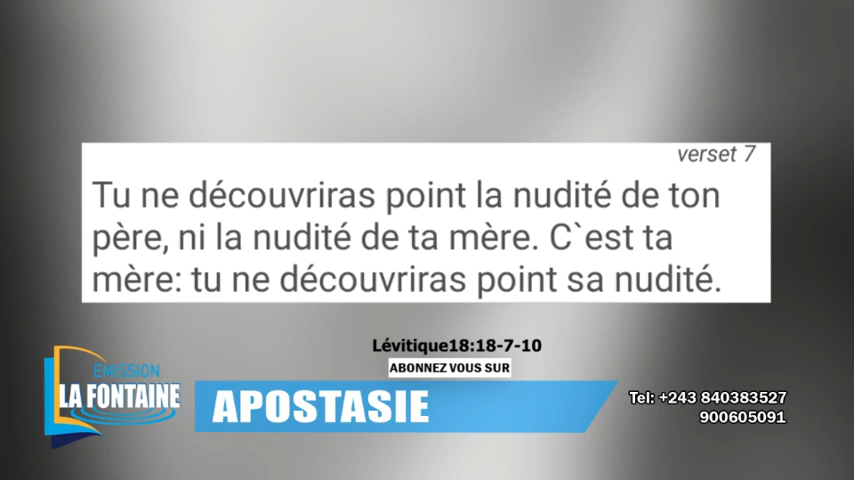 verset 7
Tu ne découvriras point la nudité de ton
père, ni la nudité de ta mère. C`est ta
mère: tu ne découvriras point sa nudité.
Lévitique18:18-7-10
ABONNEZ VOUS SUR
EMISSION
LA FONTAINE
APOSTASIE
Tel: +243 840383527
900605091